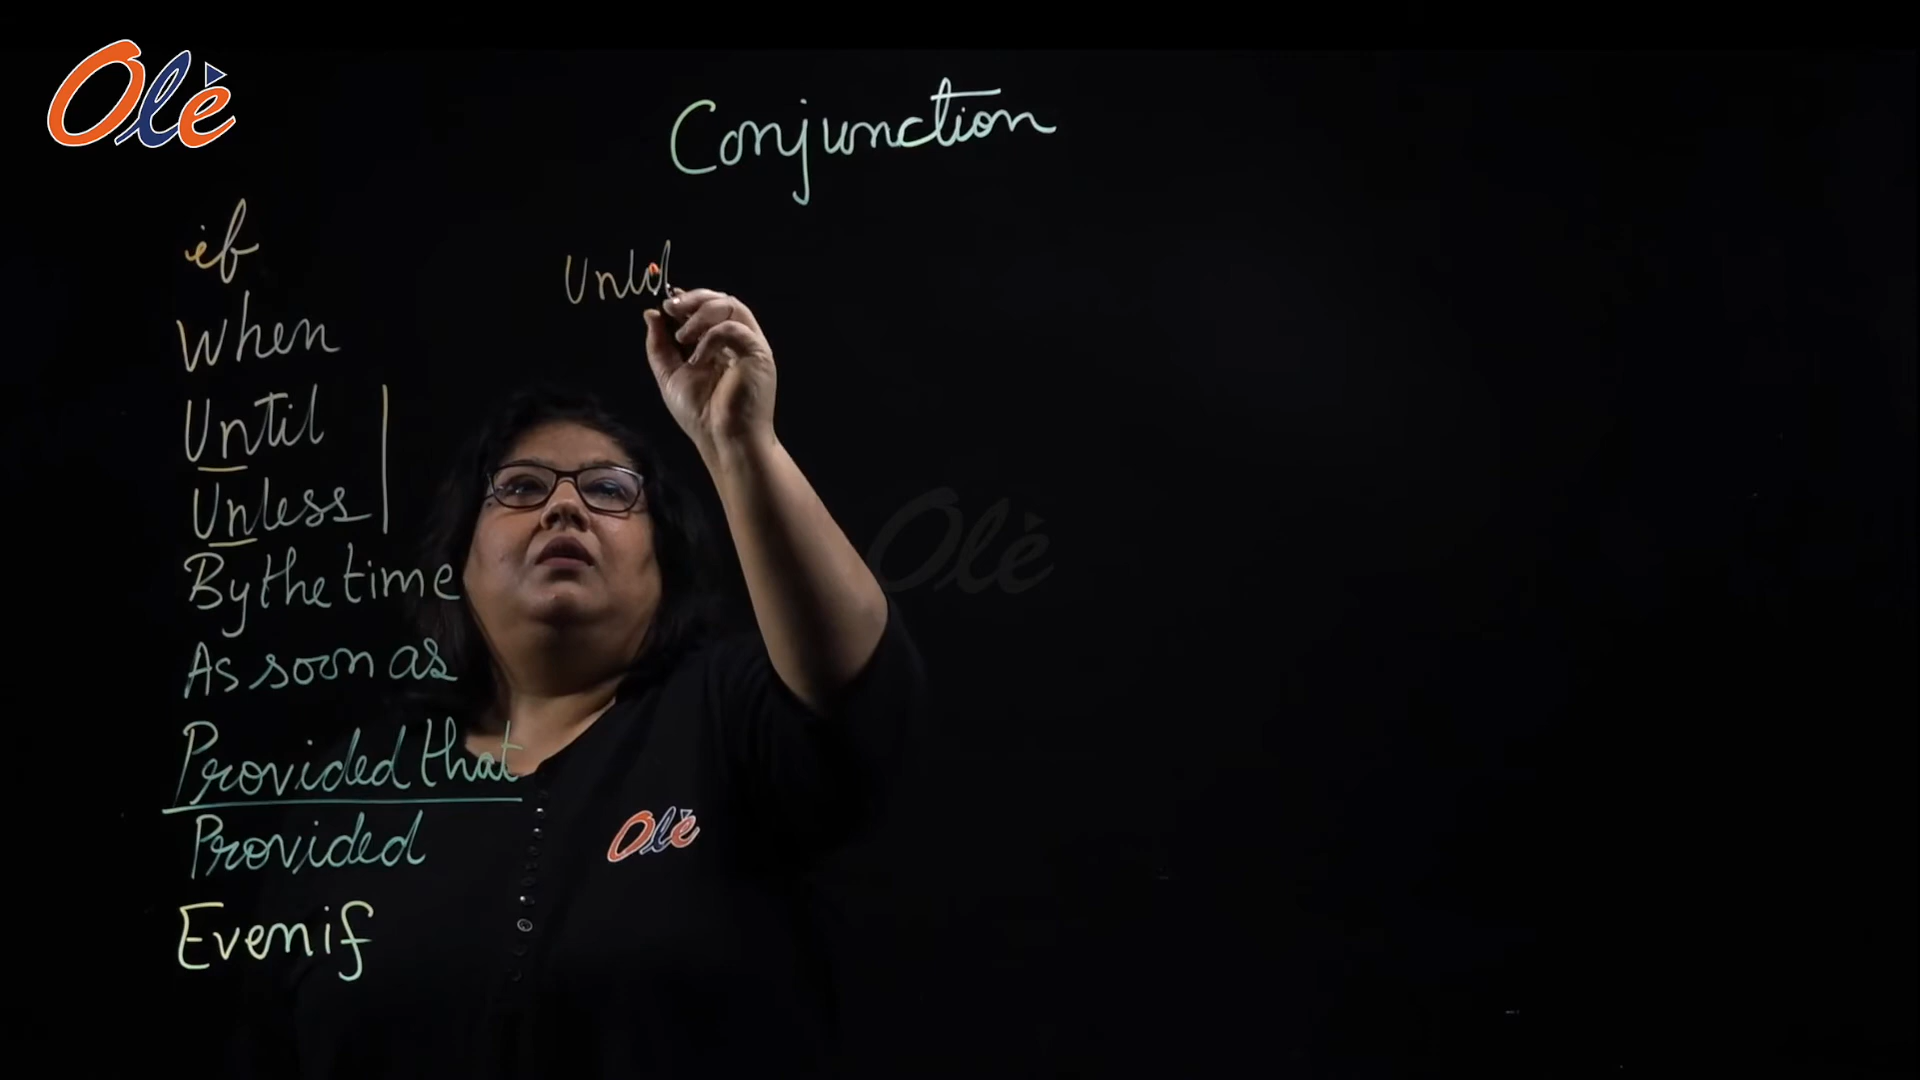 Olè
Conjunction
if
When
Until
Unless
By the time
As soon as
Provided that
Provided
Even if
Olè
Olè